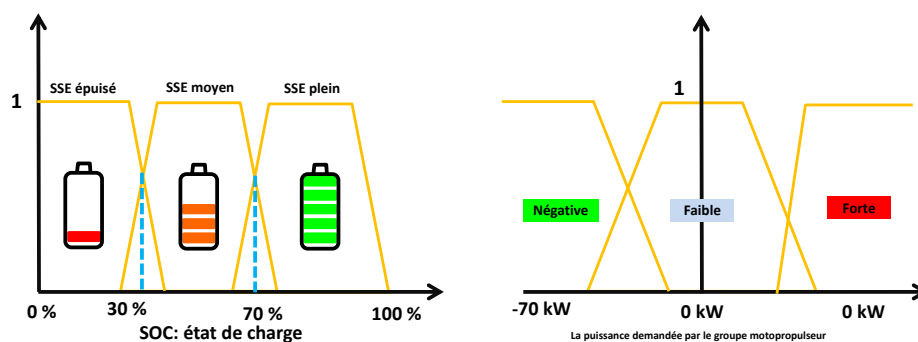 SSE épuisé
SSE moyen
SSE plein
1
0 %
30 %
70 %
100 %
SOC: état de charge
1
Négative
Faible
Forte
-70 kW
0 kW
0 kW
La puissance demandée par le groupe motopropulseur